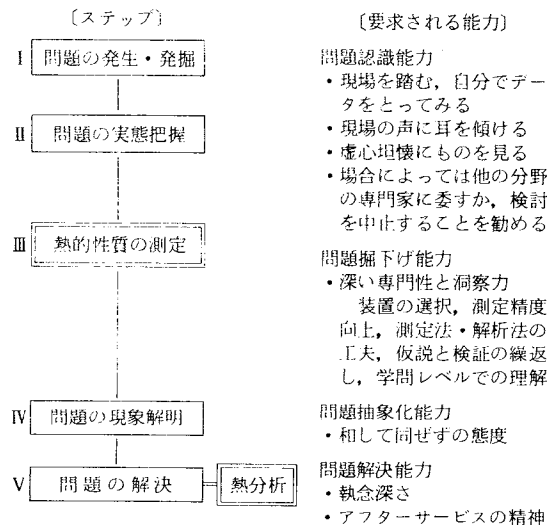 〔ステップ〕
〔要求される能力〕
Ⅰ 問題の発生・発掘
問題認識能力
・現場を踏む，自分でデー
タをとってみる
・現場の声に耳を傾ける
・虚心坦懐にものを見る
・場合によっては他の分野
の専門家に委すか，検討
を中止することを勧める
Ⅱ 問題の実態把握
Ⅲ 熱的性質の測定
問題掘下げ能力
・深い専門性と洞察力
装置の選択，測定精度
向上，測定法・解析法の
工夫，仮説と検証の繰返
し，学問レベルでの理解
Ⅳ 問題の現象解明
問題抽象化能力
・和して同ぜずの態度
Ⅴ 問題の解決
熱分析
問題解決能力
・執念深さ
・アフターサービスの精神